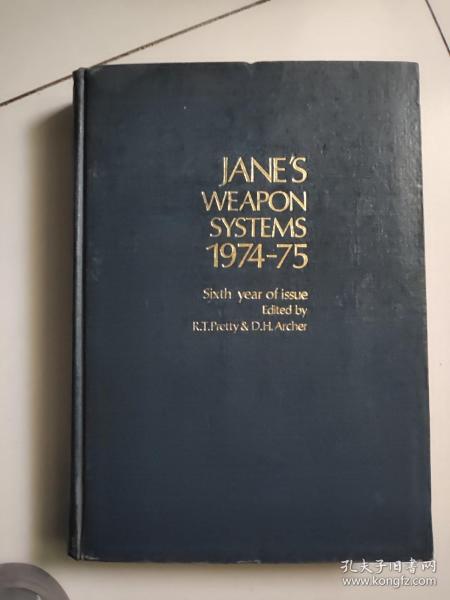 JANE'S
WEAPON
SYSTEMS
1974-75
Sixth year of issue
Edited by
R.T.Pretty & D.H.Archer
孔夫子旧书网
www.kongfz.com